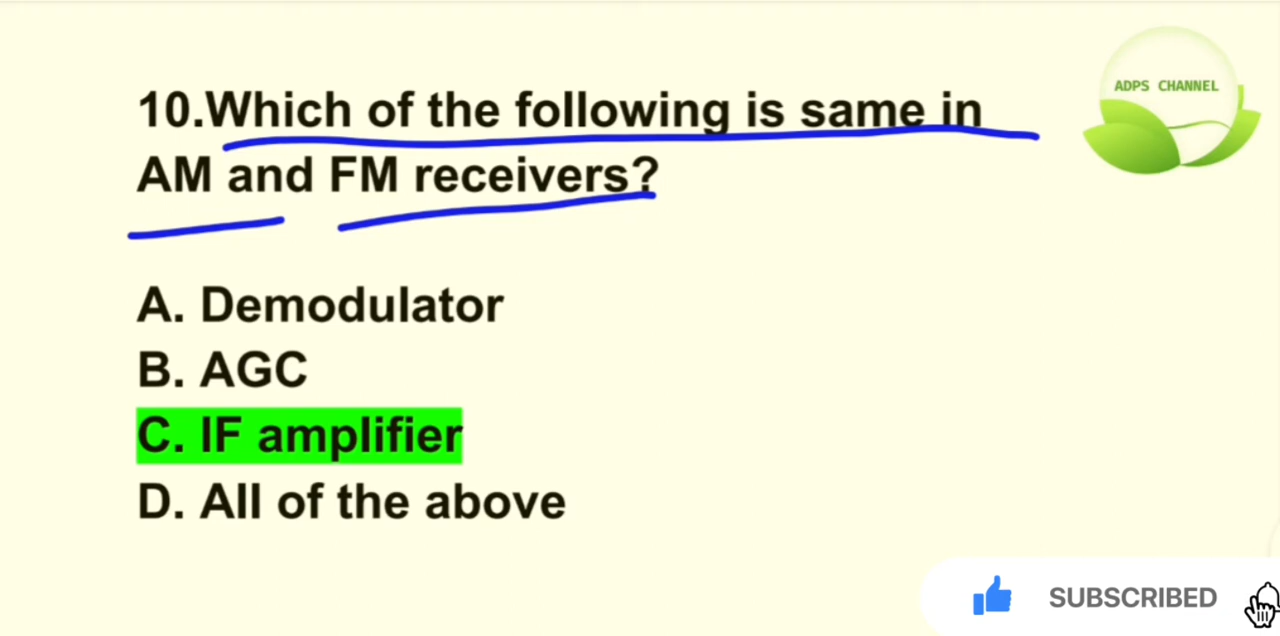 ADPS CHANNEL
10.Which of the following is same in
AM and FM receivers?
A. Demodulator
B. AGC
C. IF amplifier
D. All of the above
SUBSCRIBED